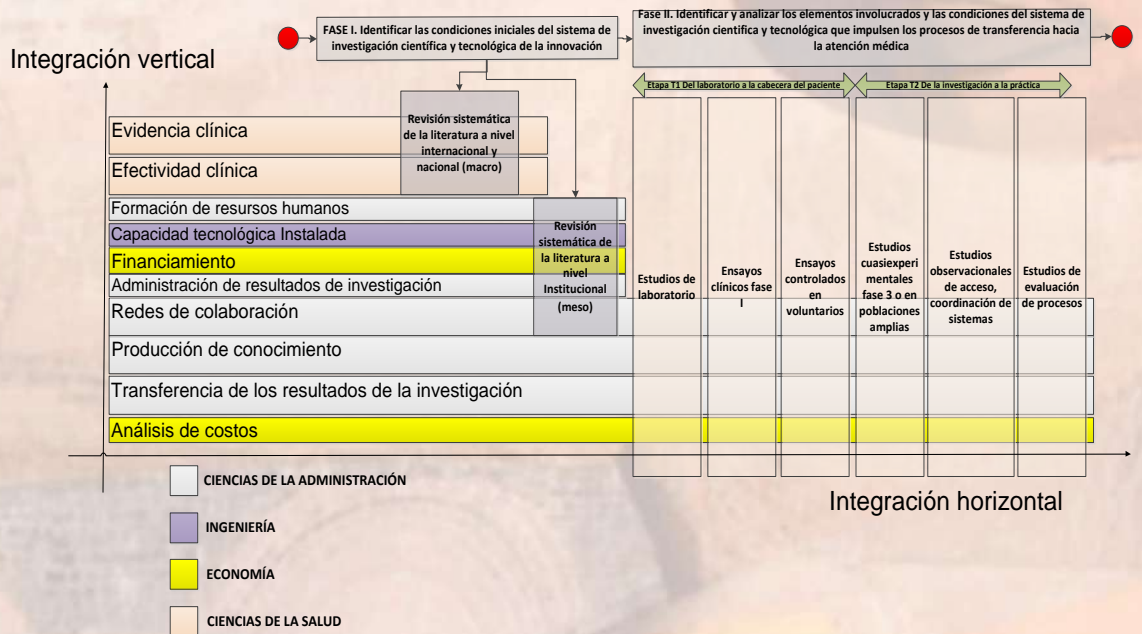 FASE I. Identificar las condiciones iniciales del sistema de
investigación científica y tecnológica de la innovación
Fase II. Identificar y analizar los elementos involucrados y las condiciones del sistema de
investigación cientifica y tecnológica que impulsen los procesos de transferencia hacia
la atención médica
Integración vertical
Etapa T1 Del laboratorio a la cabecera del paciente
Etapa T2 De la investigación a la práctica
Revisión sistemática
de la literatura a nivel
internacional y
nacional (macro)
Evidencia clínica
Efectividad clínica
Formación de recursos humanos
Capacidad tecnológica Instalada
Financiamiento
Administración de resultados de investigación
Redes de colaboración
Producción de conocimiento
Transferencia de los resultados de la investigación
Análisis de costos
Revisión
sistemática de
la literatura a
nivel
Institucional
(meso)
Estudios de
laboratorio
Ensayos
clínicos fase
I
Ensayos
controlados
en
voluntarios
Estudios
cuasiexperi
mentales
fase 3 o en
poblaciones
amplias
Estudios
observacionales
de acceso,
coordinación de
sistemas
Estudios de
evaluación
de procesos
Integración horizontal
CIENCIAS DE LA ADMINISTRACIÓN
INGENIERÍA
ECONOMÍA
CIENCIAS DE LA SALUD